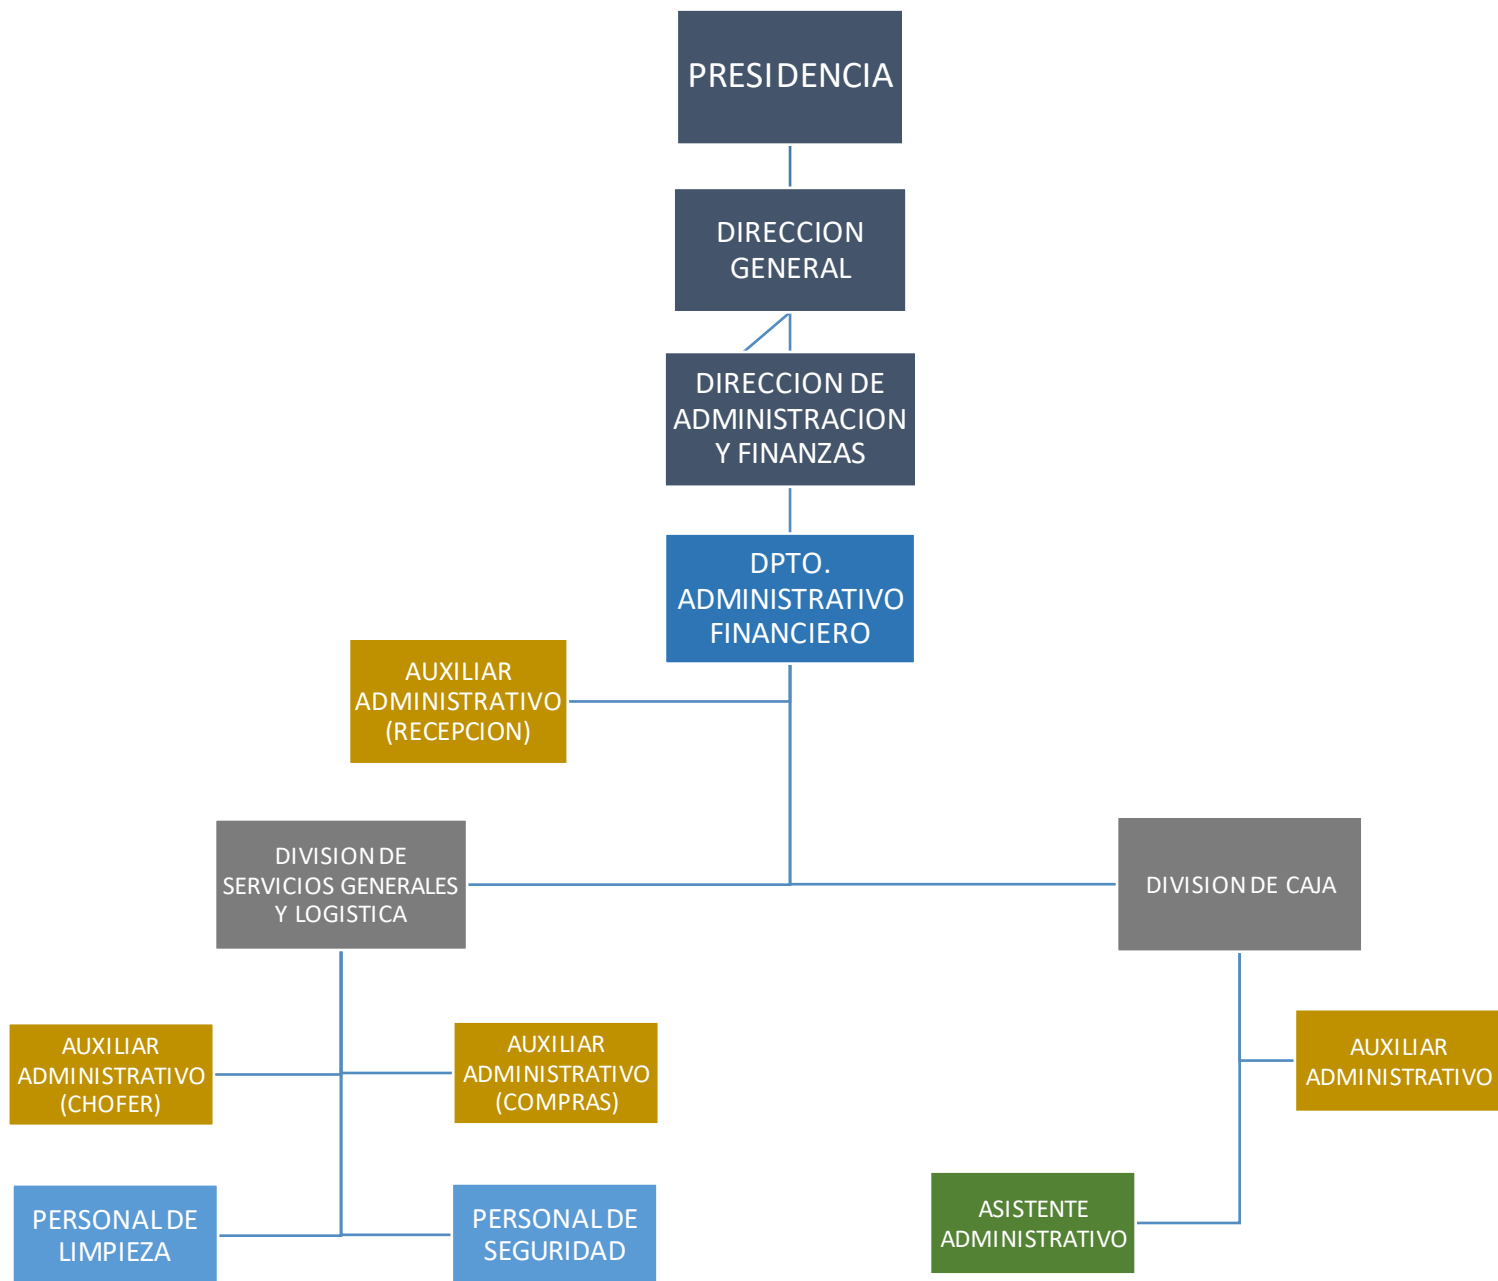 PRESIDENCIA
DIRECCION
GENERAL
DIRECCION DE
ADMINISTRACION
Y FINANZAS
DPTO.
ADMINISTRATIVO
FINANCIERO
AUXILIAR
ADMINISTRATIVO
(RECEPCION)
DIVISION DE
SERVICIOS GENERALES
Y LOGISTICA
DIVISION DE CAJA
AUXILIAR
ADMINISTRATIVO
(CHOFER)
AUXILIAR
ADMINISTRATIVO
(COMPRAS)
AUXILIAR
ADMINISTRATIVO
PERSONAL DE
LIMPIEZA
PERSONAL DE
SEGURIDAD
ASISTENTE
ADMINISTRATIVO